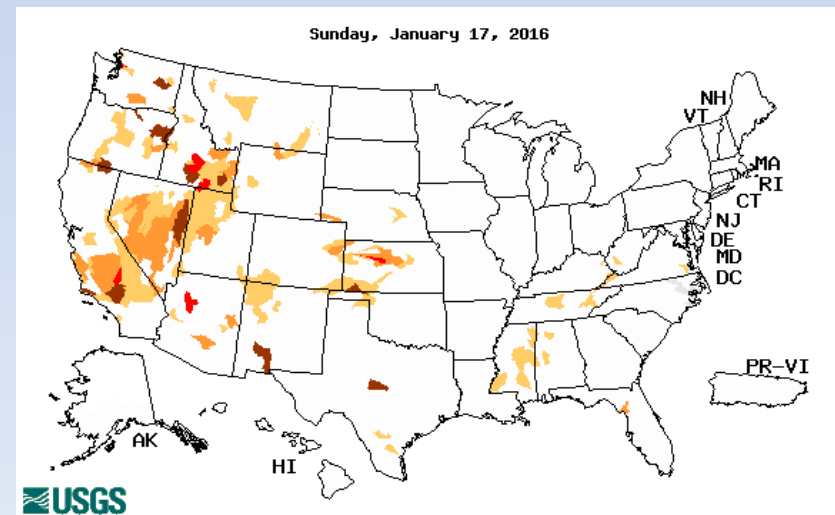 Sunday, January 17, 2016
NH
VT
MA
RI
CT
NJ
DE
MD
DC
PR-VI
AK
HI
USGS